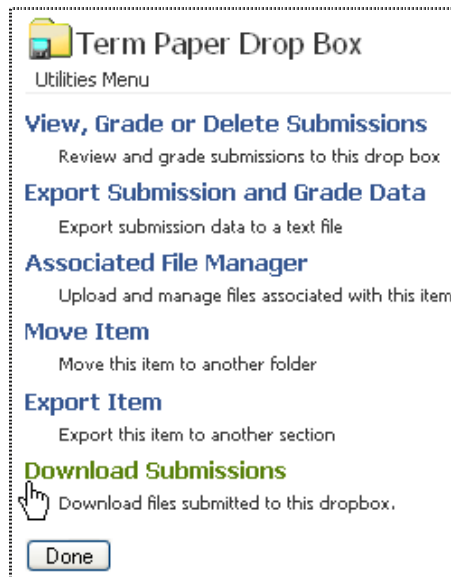 Term Paper Drop Box
Utilities Menu
View, Grade or Delete Submissions
Review and grade submissions to this drop box
Export Submission and Grade Data
Export submission data to a text file
Associated File Manager
Upload and manage files associated with this item
Move Item
Move this item to another folder
Export Item
Export this item to another section
Download Submissions
Download files submitted to this dropbox.
Done